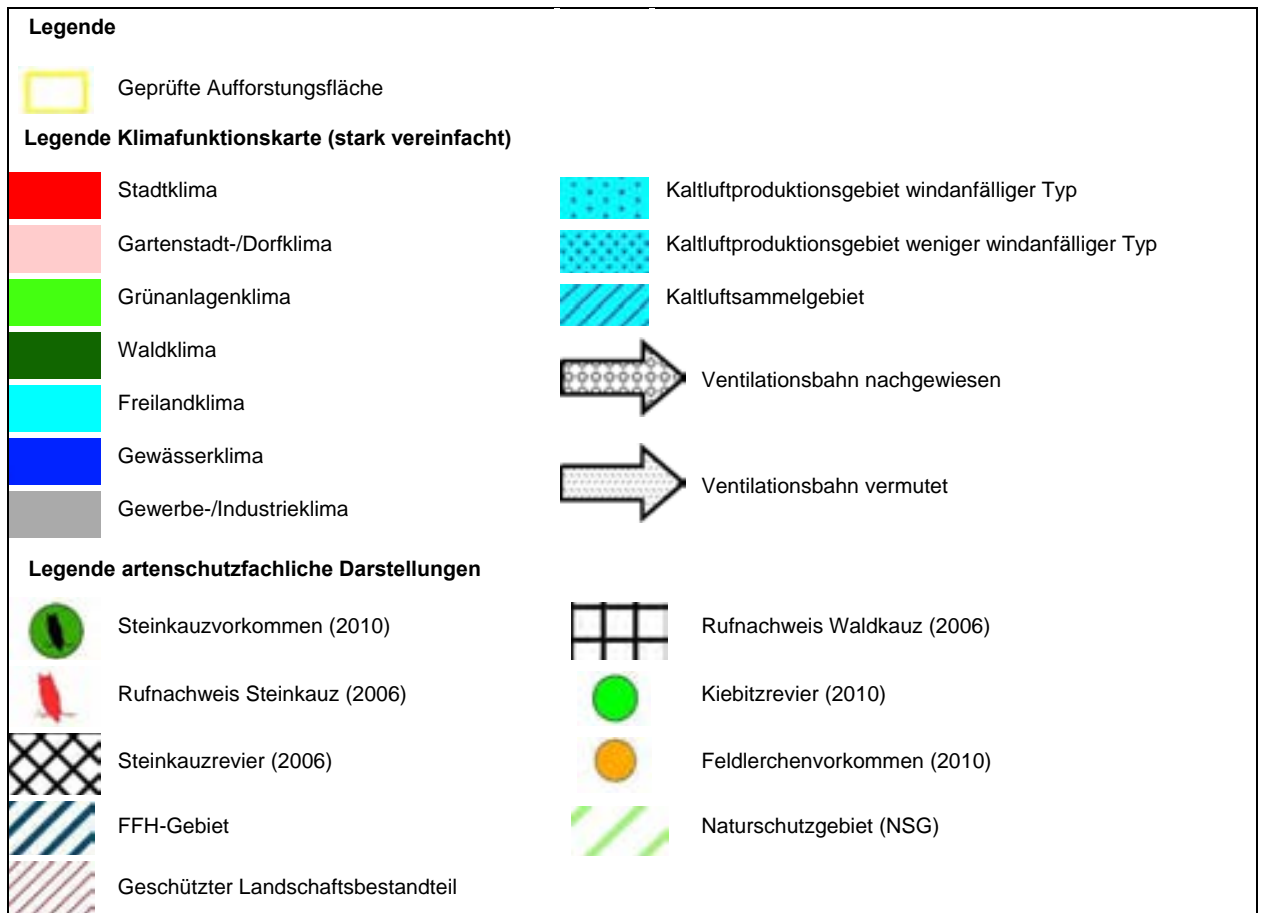 Legende
Geprüfte Aufforstungsfläche
Legende Klimafunktionskarte (stark vereinfacht)
Stadtklima
Kaltluftproduktionsgebiet windanfälliger Typ
Gartenstadt-/Dorfklima
Kaltluftproduktionsgebiet weniger windanfälliger Typ
Grünanlagenklima
Kaltluftsammelgebiet
Waldklima
Ventilationsbahn nachgewiesen
Freilandklima
Gewässerklima
Ventilationsbahn vermutet
Gewerbe-/Industrieklima
Legende artenschutzfachliche Darstellungen
Steinkauzvorkommen (2010)
Rufnachweis Waldkauz (2006)
Rufnachweis Steinkauz (2006)
Kiebitzrevier (2010)
Steinkauzrevier (2006)
Feldlerchenvorkommen (2010)
FFH-Gebiet
Naturschutzgebiet (NSG)
Geschützter Landschaftsbestandteil